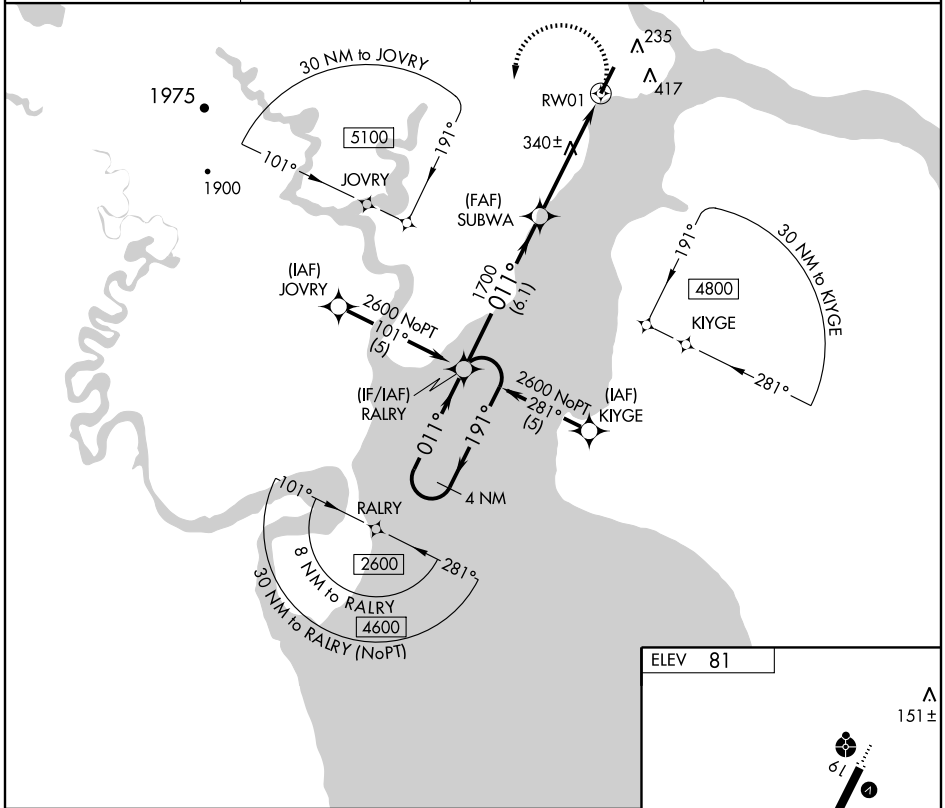 30 NM to JOVRY
5100
101°
191°
JOVRY
1975
1900
235
417
RW01
340±
(FAF)
SUBWA
1700
011°
(6.1)
(IAF)
JOVRY
2600 NoPT
101°
(5)
191°
30 NM to KIYGE
4800
KIYGE
281°
(IF/IAF)
RALRY
2600 NoPT
281°
(5)
(IAF)
KIYGE
011°
191°
4 NM
101°
RALRY
281°
2600
8 NM to RALRY
4600
30 NM to RALRY (NoPT)
ELEV 81
151±
19
V